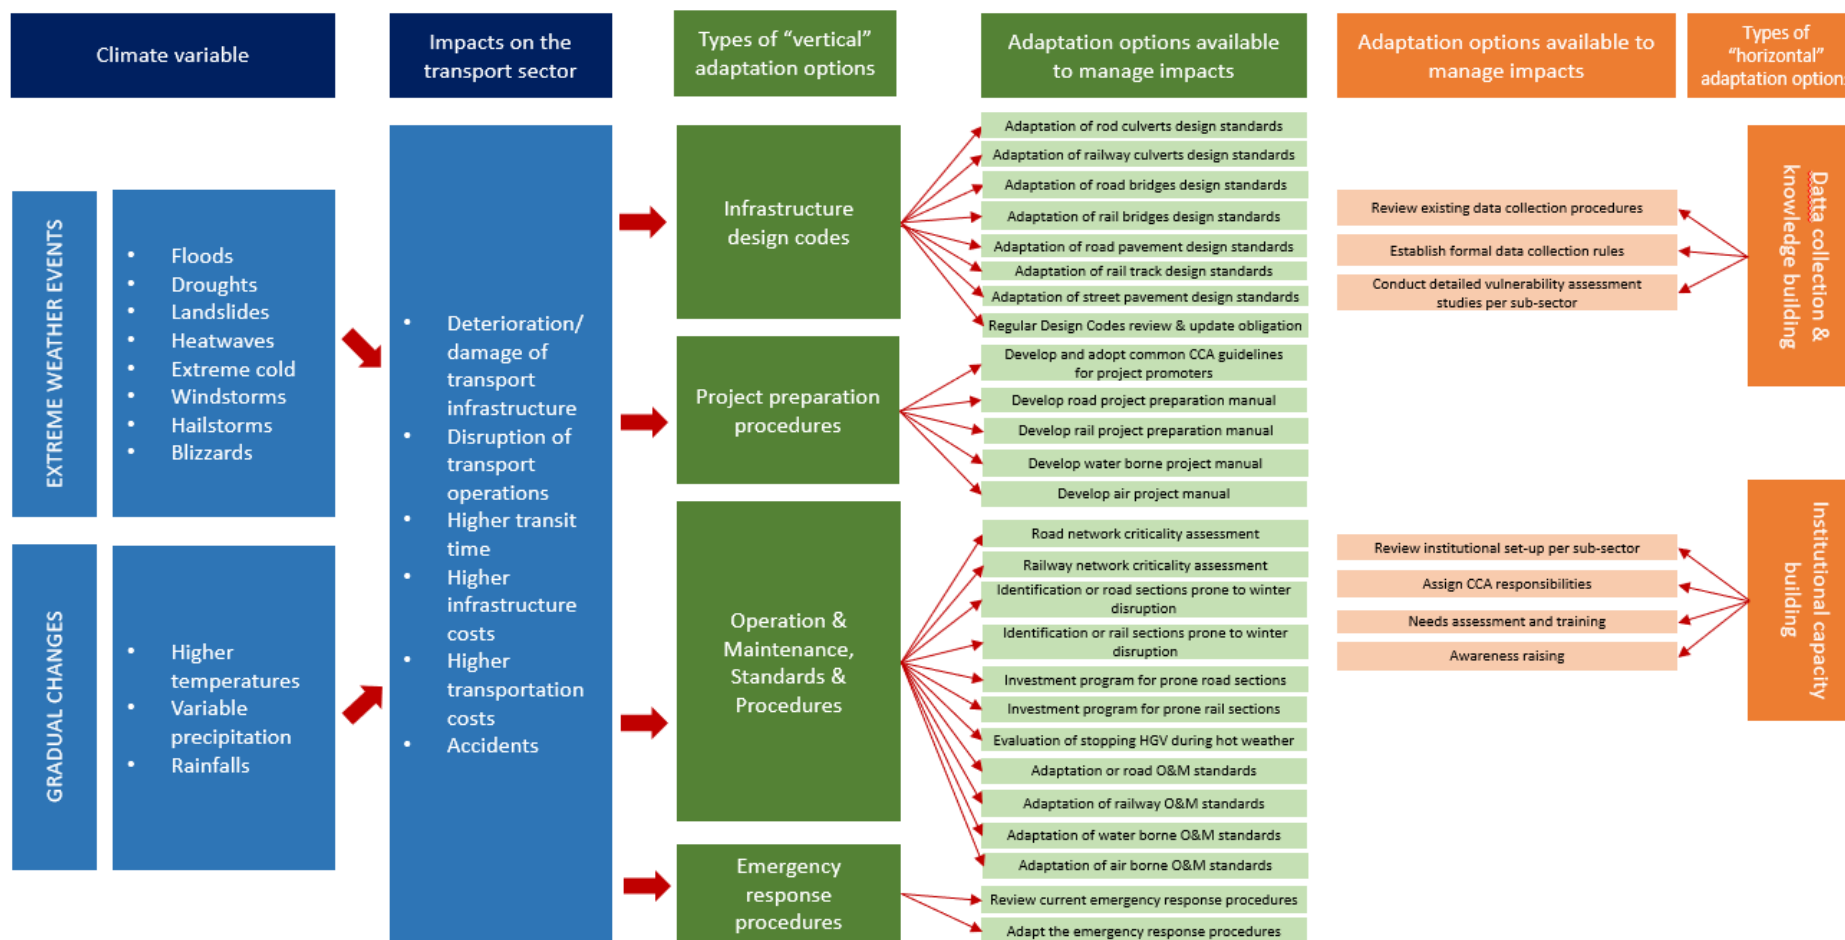 Climate variable
Impacts on the
transport sector
Types of “vertical”
adaptation options
Adaptation options available
to manage impacts
Adaptation options available to
manage impacts
Types of
“horizontal”
adaptation options
EXTREME WEATHER EVENTS
• Floods
• Droughts
• Landslides
• Heatwaves
• Extreme cold
• Windstorms
• Hailstorms
• Blizzards
GRADUAL CHANGES
• Higher
temperatures
• Variable
precipitation
• Rainfalls
• Deterioration/
damage of
transport
infrastructure
• Disruption of
transport
operations
• Higher transit
time
• Higher
infrastructure
costs
• Higher
transportation
costs
• Accidents
Infrastructure
design codes
Project preparation
procedures
Operation &
Maintenance,
Standards &
Procedures
Emergency
response
procedures
Adaptation of rod culverts design standards
Adaptation of railway culverts design standards
Adaptation of road bridges design standards
Adaptation of rail bridges design standards
Adaptation of road pavement design standards
Adaptation of rail track design standards
Adaptation of street pavement design standards
Regular Design Codes review & update obligation
Develop and adopt common CCA guidelines
for project promoters
Develop road project preparation manual
Develop rail project preparation manual
Develop water borne project manual
Develop air project manual
Road network criticality assessment
Railway network criticality assessment
Identification or road sections prone to winter
disruption
Identification or rail sections prone to winter
disruption
Investment program for prone road sections
Investment program for prone rail sections
Evaluation of stopping HGV during hot weather
Adaptation or road O&M standards
Adaptation of railway O&M standards
Adaptation of water borne O&M standards
Adaptation of air borne O&M standards
Review current emergency response procedures
Adapt the emergency response procedures
Review existing data collection procedures
Establish formal data collection rules
Conduct detailed vulnerability assessment
studies per sub-sector
Review institutional set-up per sub-sector
Assign CCA responsibilities
Needs assessment and training
Awareness raising
Datta collection &
knowledge building
Institutional capacity
building